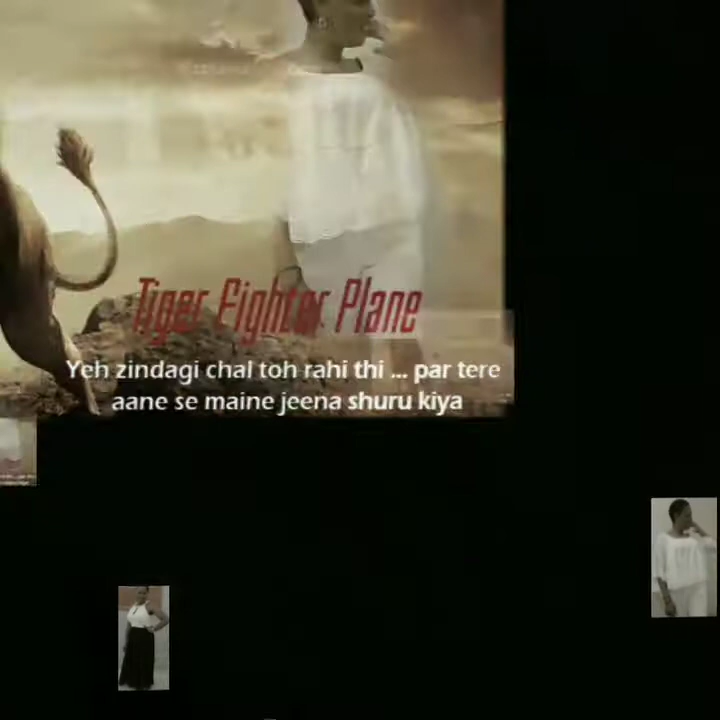 Tiger Fighter Plane
Yeh zindagi chal toh rahi thi ... par tere
aane se maine jeena shuru kiya